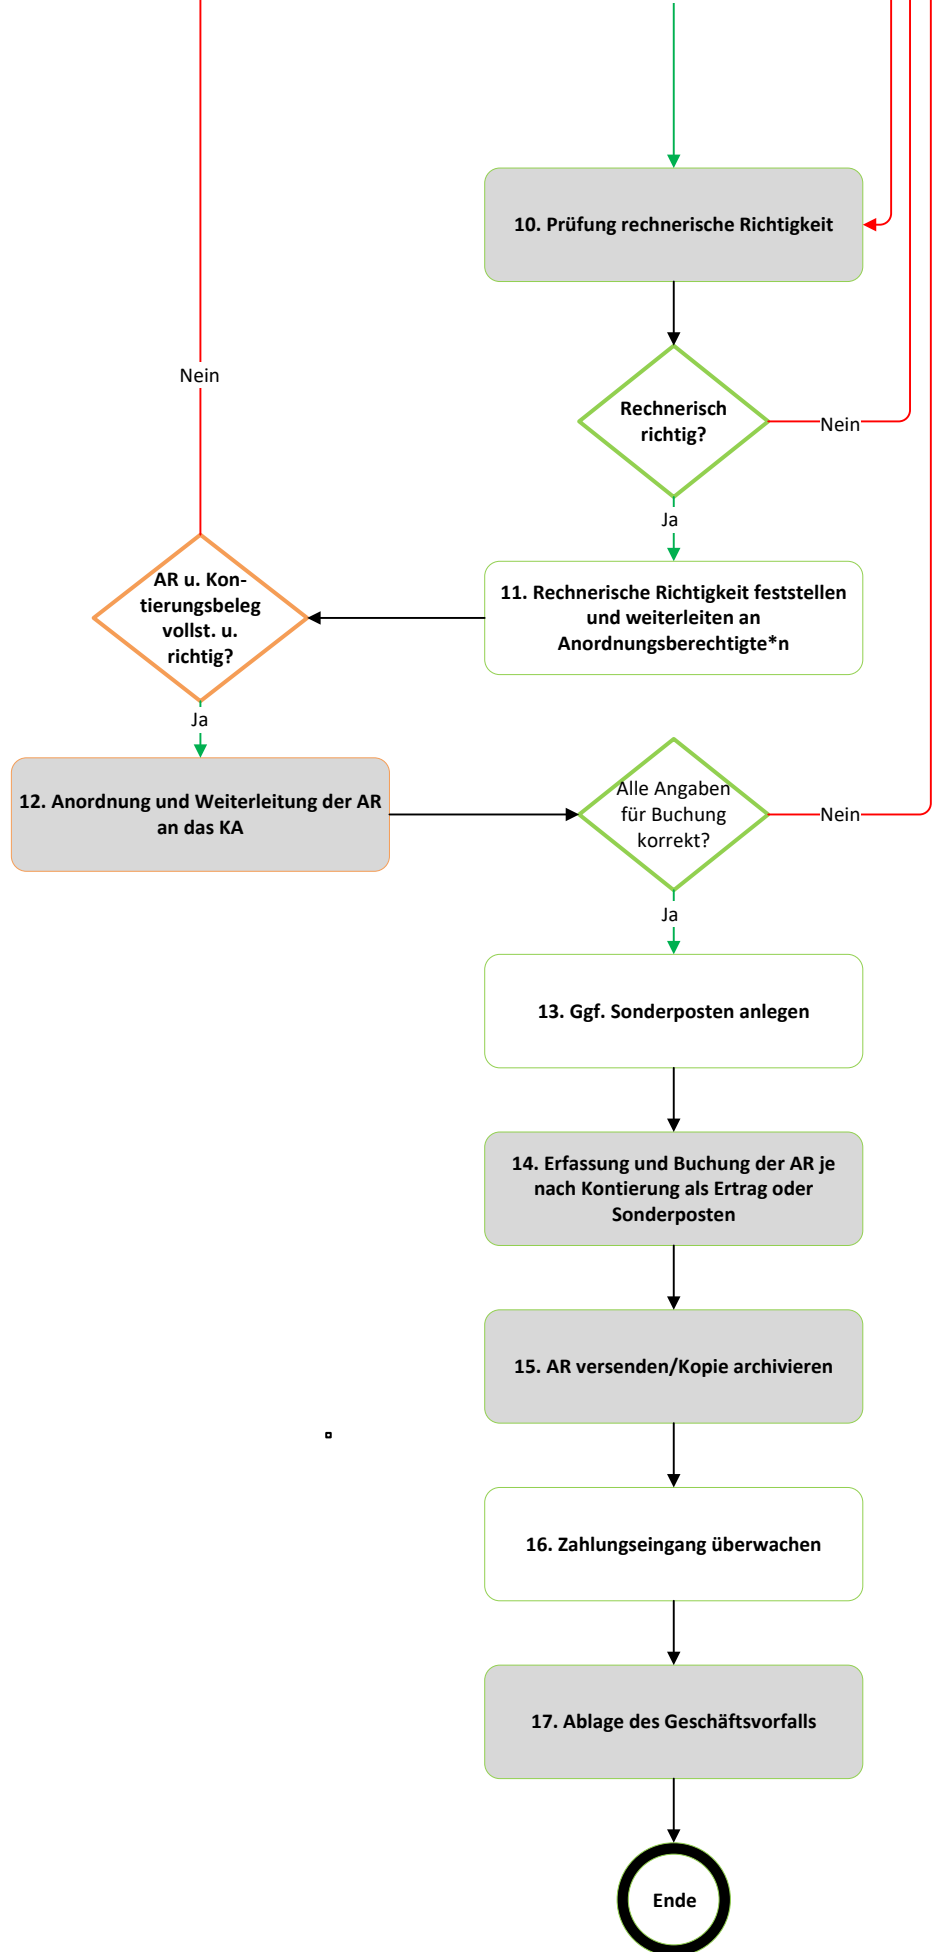 10. Prüfung rechnerische Richtigkeit
Nein
Rechnerisch
richtig?
Nein
Ja
AR u. Kon-
tierungsbeleg
vollst. u.
richtig?
11. Rechnerische Richtigkeit feststellen
und weiterleiten an
Anordnungsberechtigte*n
Ja
12. Anordnung und Weiterleitung der AR
an das KA
Alle Angaben
für Buchung
korrekt?
Nein
Ja
13. Ggf. Sonderposten anlegen
14. Erfassung und Buchung der AR je
nach Kontierung als Ertrag oder
Sonderposten
15. AR versenden/Kopie archivieren
16. Zahlungseingang überwachen
17. Ablage des Geschäftsvorfalls
Ende